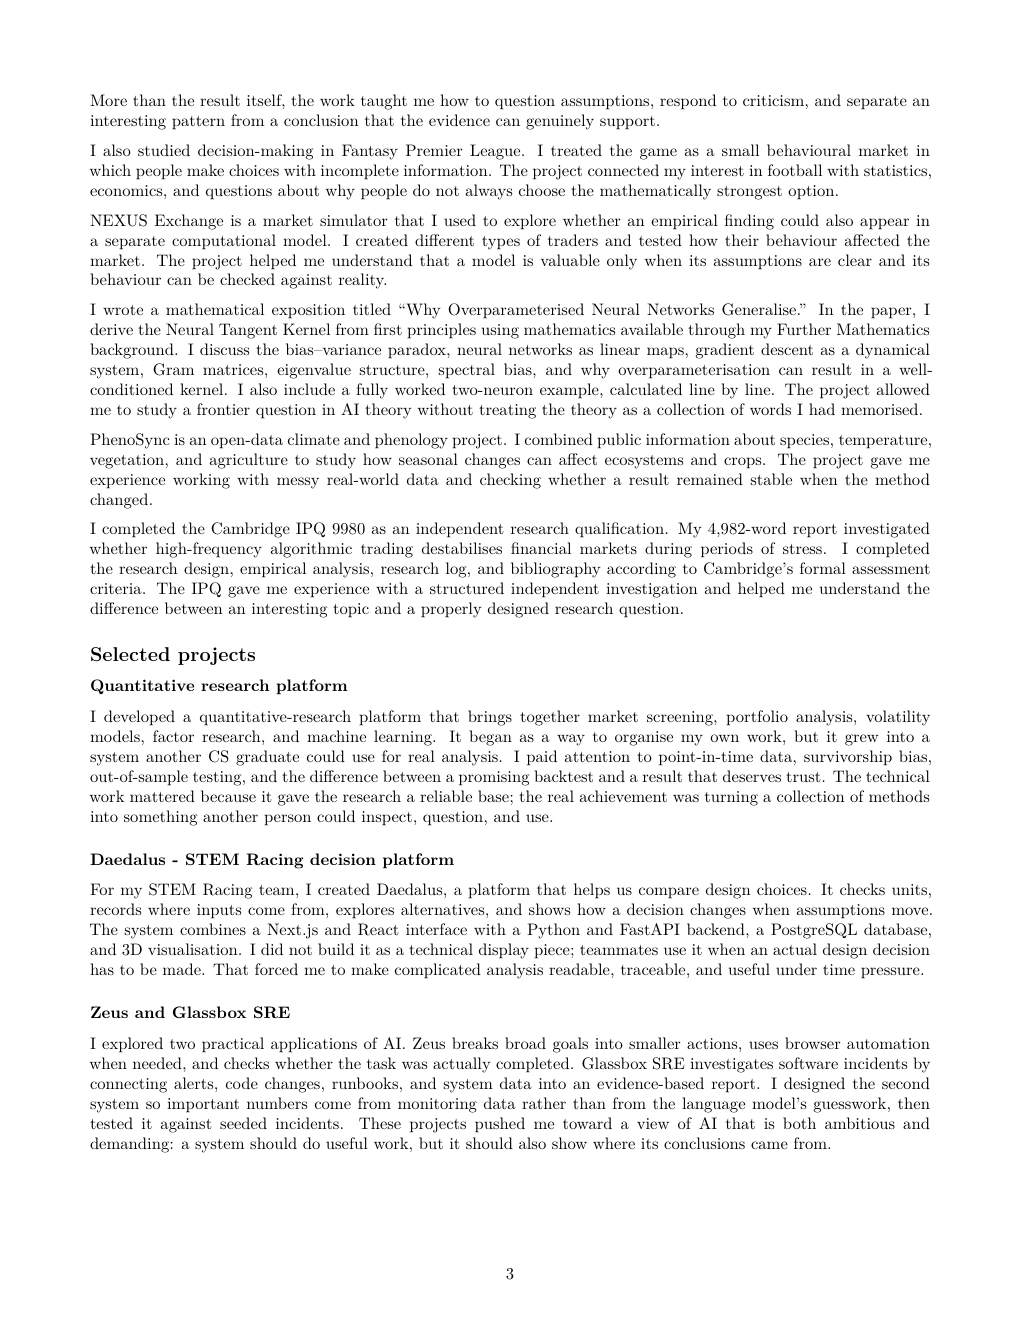 More than the result itself, the work taught me how to question assumptions, respond to criticism, and separate an
interesting pattern from a conclusion that the evidence can genuinely support.
I also studied decision-making in Fantasy Premier League. I treated the game as a small behavioural market in
which people make choices with incomplete information. The project connected my interest in football with statistics,
economics, and questions about why people do not always choose the mathematically strongest option.
NEXUS Exchange is a market simulator that I used to explore whether an empirical finding could also appear in
a separate computational model. I created different types of traders and tested how their behaviour affected the
market. The project helped me understand that a model is valuable only when its assumptions are clear and its
behaviour can be checked against reality.
I wrote a mathematical exposition titled “Why Overparameterised Neural Networks Generalise.” In the paper, I
derive the Neural Tangent Kernel from first principles using mathematics available through my Further Mathematics
background. I discuss the bias–variance paradox, neural networks as linear maps, gradient descent as a dynamical
system, Gram matrices, eigenvalue structure, spectral bias, and why overparameterisation can result in a well-
conditioned kernel. I also include a fully worked two-neuron example, calculated line by line. The project allowed
me to study a frontier question in AI theory without treating the theory as a collection of words I had memorised.
PhenoSync is an open-data climate and phenology project. I combined public information about species, temperature,
vegetation, and agriculture to study how seasonal changes can affect ecosystems and crops. The project gave me
experience working with messy real-world data and checking whether a result remained stable when the method
changed.
I completed the Cambridge IPQ 9980 as an independent research qualification. My 4,982-word report investigated
whether high-frequency algorithmic trading destabilises financial markets during periods of stress. I completed
the research design, empirical analysis, research log, and bibliography according to Cambridge’s formal assessment
criteria. The IPQ gave me experience with a structured independent investigation and helped me understand the
difference between an interesting topic and a properly designed research question.
Selected projects
Quantitative research platform
I developed a quantitative-research platform that brings together market screening, portfolio analysis, volatility
models, factor research, and machine learning. It began as a way to organise my own work, but it grew into a
system another CS graduate could use for real analysis. I paid attention to point-in-time data, survivorship bias,
out-of-sample testing, and the difference between a promising backtest and a result that deserves trust. The technical
work mattered because it gave the research a reliable base; the real achievement was turning a collection of methods
into something another person could inspect, question, and use.
Daedalus - STEM Racing decision platform
For my STEM Racing team, I created Daedalus, a platform that helps us compare design choices. It checks units,
records where inputs come from, explores alternatives, and shows how a decision changes when assumptions move.
The system combines a Next.js and React interface with a Python and FastAPI backend, a PostgreSQL database,
and 3D visualisation. I did not build it as a technical display piece; teammates use it when an actual design decision
has to be made. That forced me to make complicated analysis readable, traceable, and useful under time pressure.
Zeus and Glassbox SRE
I explored two practical applications of AI. Zeus breaks broad goals into smaller actions, uses browser automation
when needed, and checks whether the task was actually completed. Glassbox SRE investigates software incidents by
connecting alerts, code changes, runbooks, and system data into an evidence-based report. I designed the second
system so important numbers come from monitoring data rather than from the language model’s guesswork, then
tested it against seeded incidents. These projects pushed me toward a view of AI that is both ambitious and
demanding: a system should do useful work, but it should also show where its conclusions came from.
3